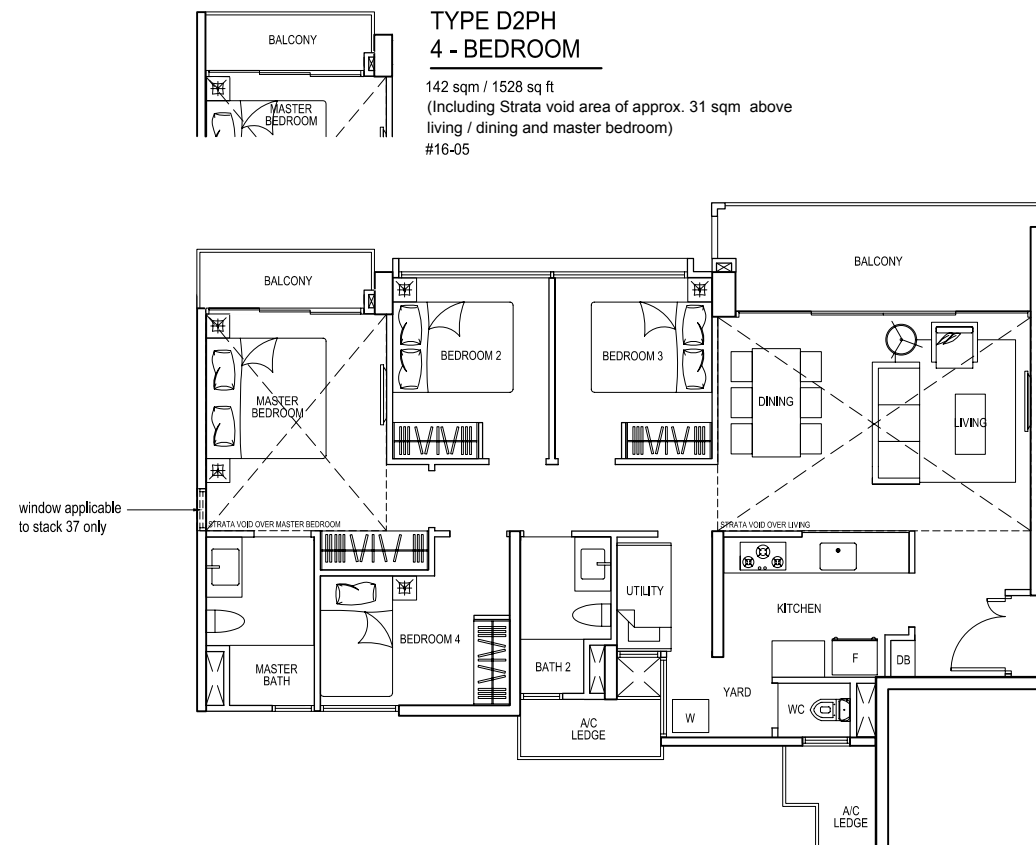 TYPE D2PH
4 - BEDROOM
142 sqm / 1528 sq ft
(Including Strata void area of approx. 31 sqm above
living / dining and master bedroom)
#16-05
BALCONY
MASTER
BEDROOM
BALCONY
BALCONY
BEDROOM 2
BEDROOM 3
MASTER
BEDROOM
DINING
LIVING
window applicable
to stack 37 only
STRATA VOID OVER MASTER BEDROOM
STRATA VOID OVER LIVING
UTILITY
KITCHEN
BEDROOM 4
MASTER
BATH
BATH 2
F
DB
YARD
WC
W
A/C
LEDGE
A/C
LEDGE